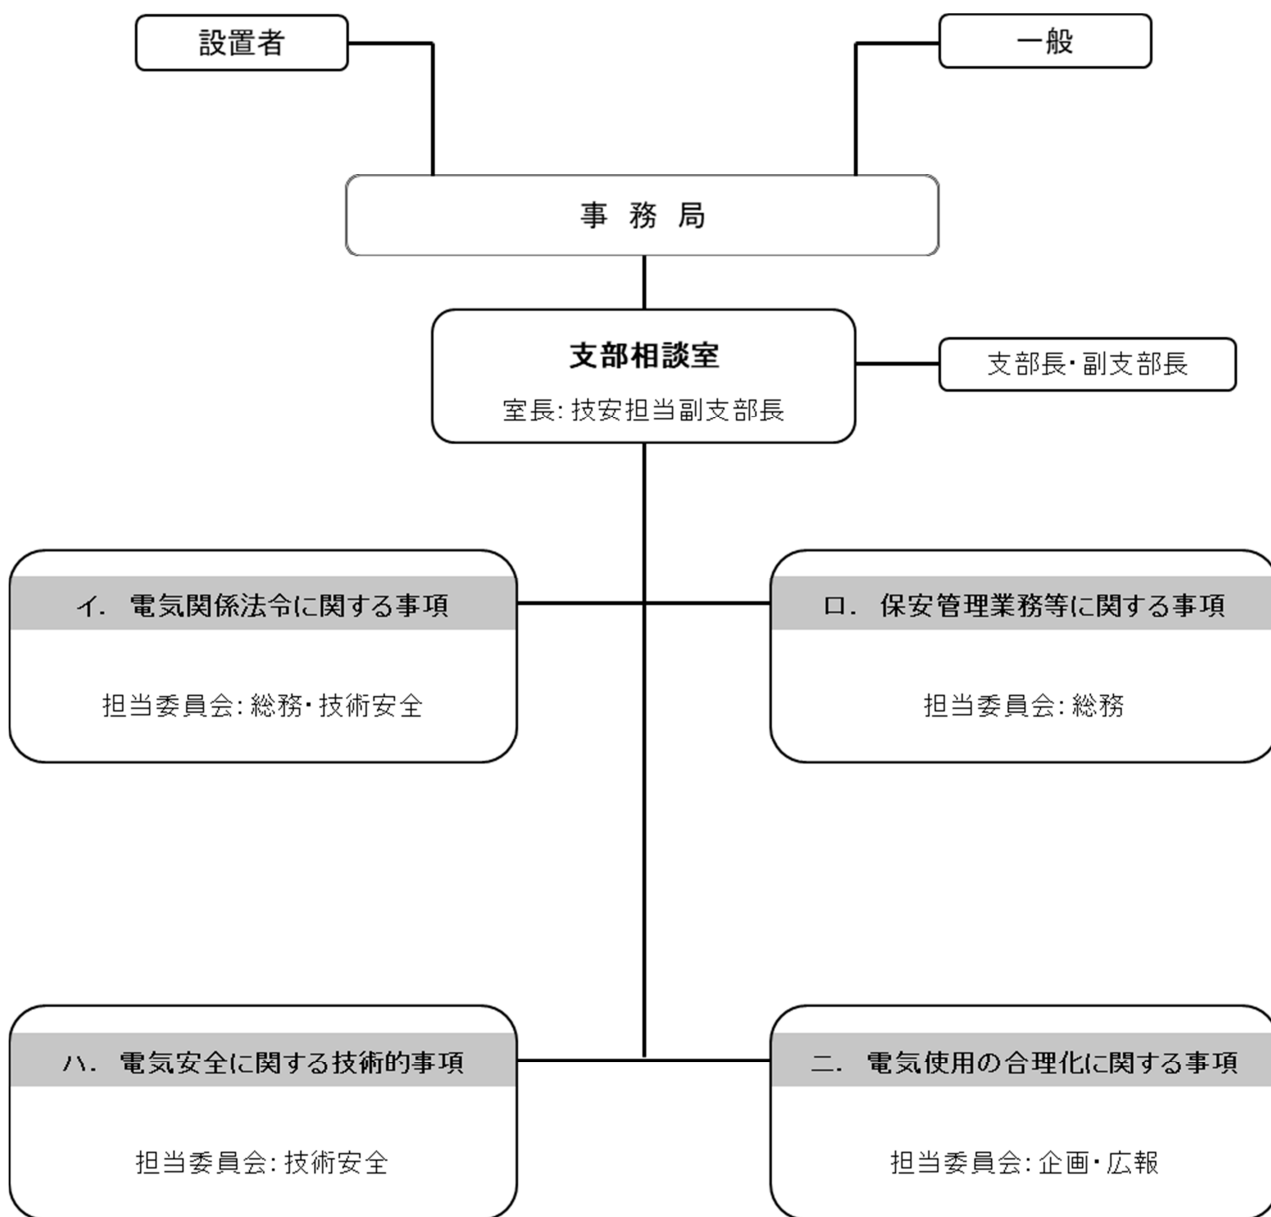 設置者
一般
事 務 局
支部相談室
室長: 技安担当副支部長
支部長・副支部長
イ. 電気関係法令に関する事項
担当委員会: 総務・技術安全
ロ. 保安管理業務等に関する事項
担当委員会: 総務
ハ. 電気安全に関する技術的事項
担当委員会: 技術安全
ニ. 電気使用の合理化に関する事項
担当委員会: 企画・広報